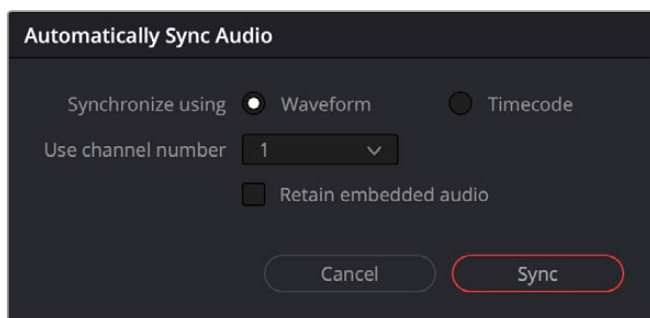 Automatically Sync Audio
Synchronize using Waveform Timecode
Use channel number 1
Retain embedded audio
Cancel Sync